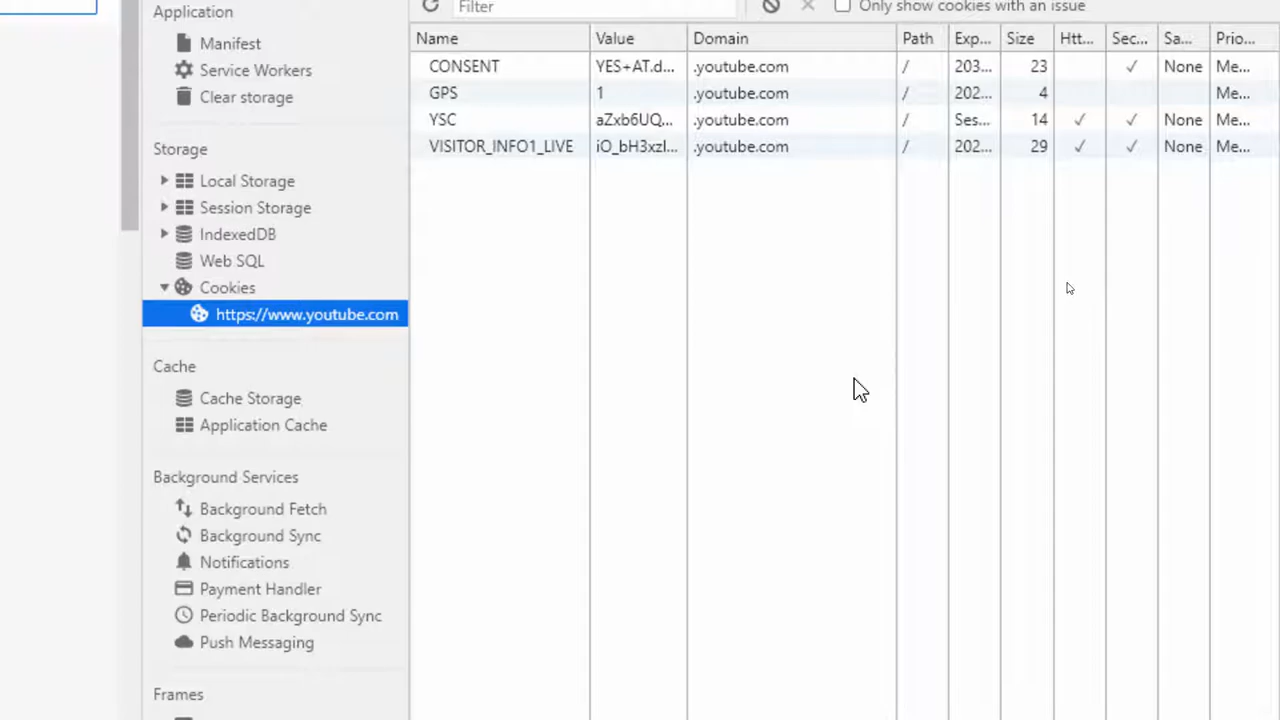 Application
Manifest
Service Workers
Clear storage
Storage
Local Storage
Session Storage
IndexedDB
Web SQL
Cookies
https://www.youtube.com
Cache
Cache Storage
Application Cache
Background Services
Background Fetch
Background Sync
Notifications
Payment Handler
Periodic Background Sync
Push Messaging
Frames
Filter Only show cookies with an issue
Name Value Domain Path Exp... Size Htt... Sec... Sa... Prio...
CONSENT YES+AT.d... .youtube.com / 203... 23 ✓ None Me...
GPS 1 .youtube.com / 202... 4 Me...
YSC aZxb6UQ... .youtube.com / Ses... 14 ✓ ✓ None Me...
VISITOR_INFO1_LIVE iO_bH3xzl... .youtube.com / 202... 29 ✓ ✓ None Me...